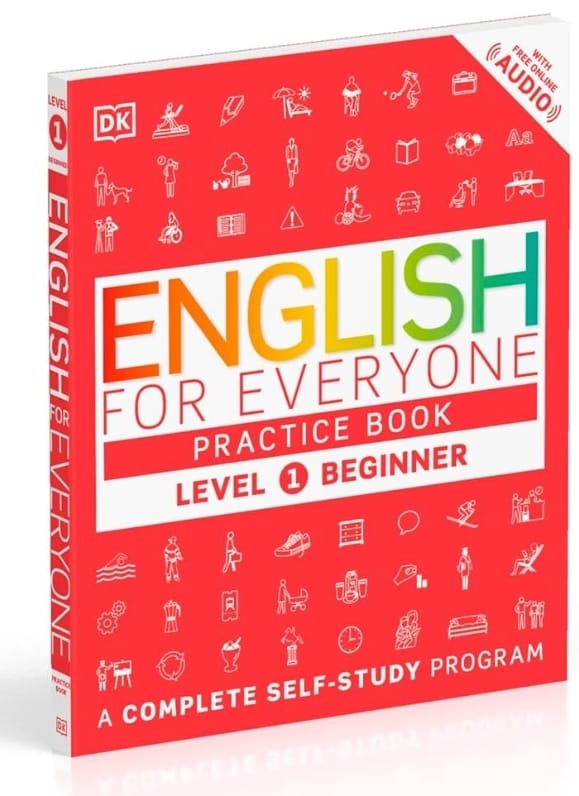 LEVEL
1
BEGINNER
ENGLISH FOR EVERYONE
PRACTICE
BOOK
DK
DK
WITH
FREE ONLINE
AUDIO
Aa
ENGLISH
FOR EVERYONE
PRACTICE BOOK
LEVEL 1 BEGINNER
A COMPLETE SELF-STUDY PROGRAM